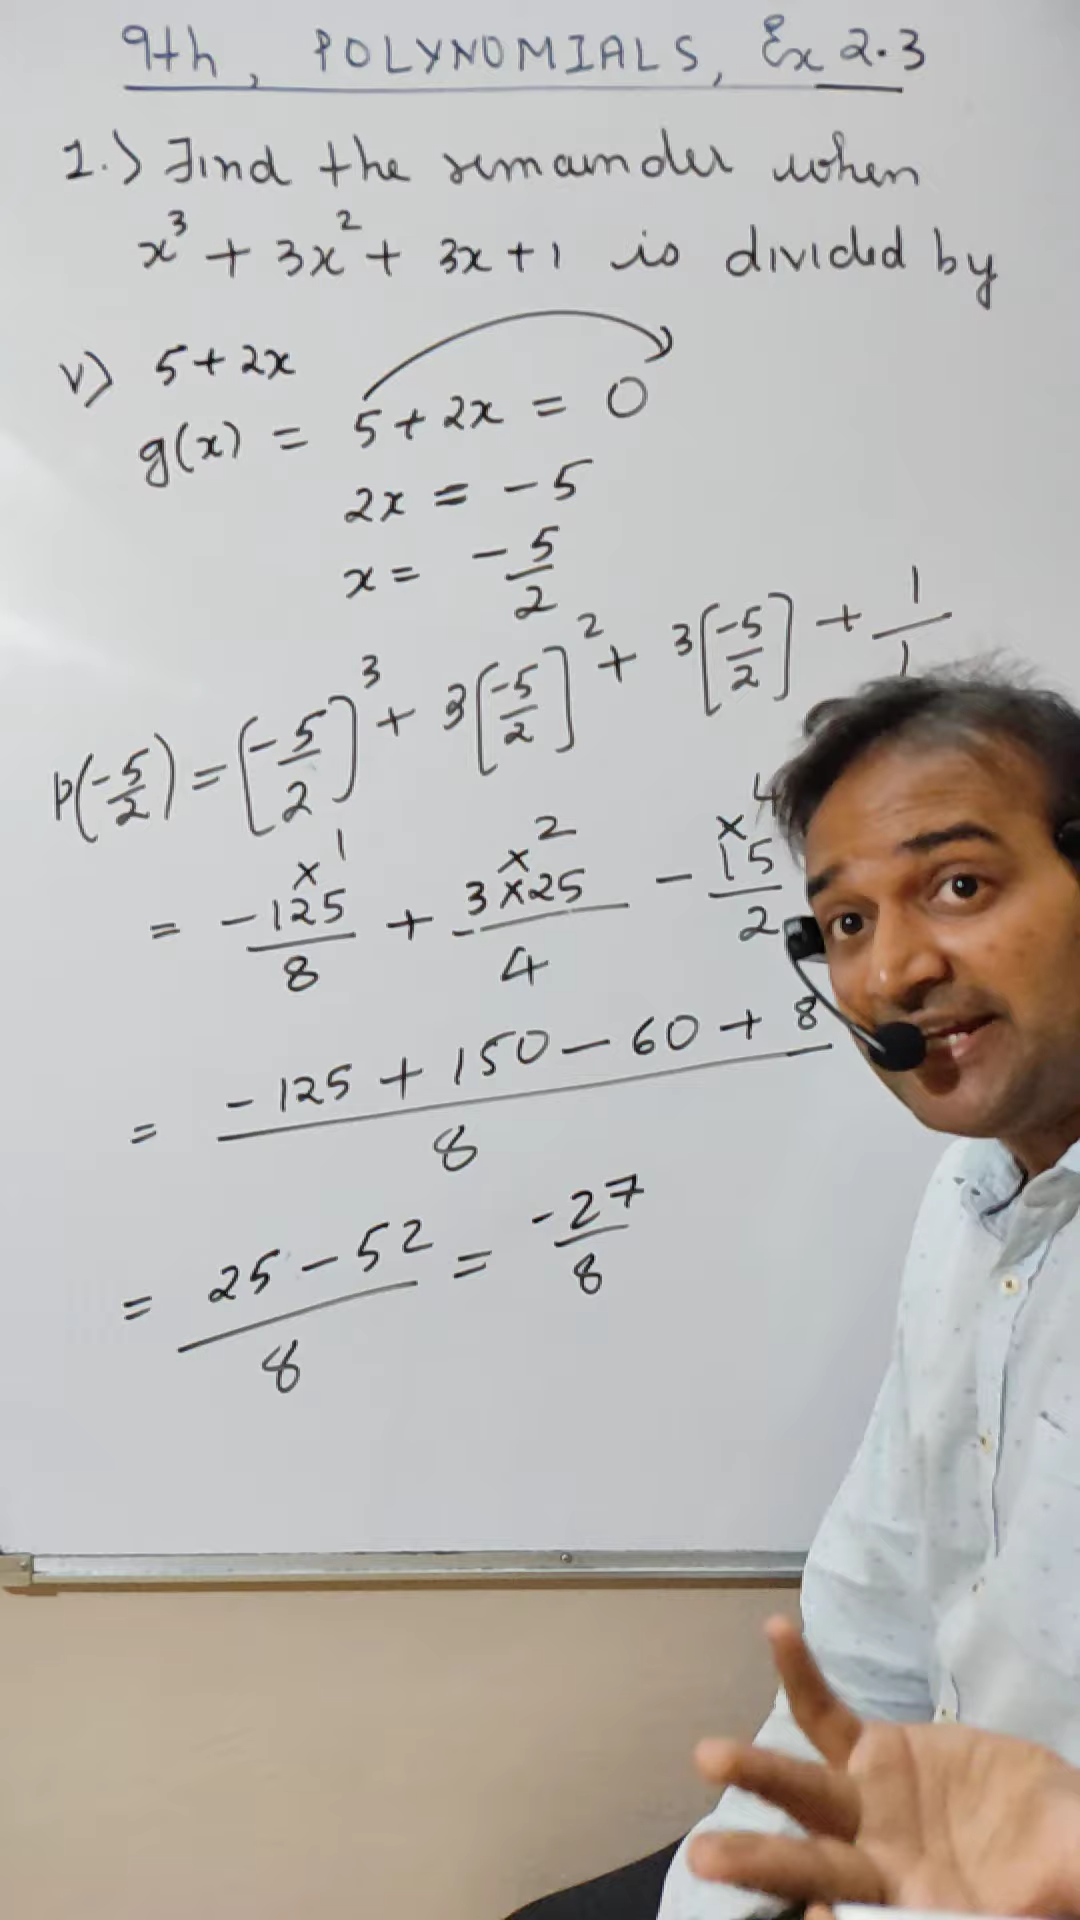 9th, POLYNOMIALS, Ex 2.3
1.) Find the remainder when
x³ + 3x² + 3x + 1 is divided by
v) 5 + 2x
g(x) = 5 + 2x = 0
2x = -5
x = -5/2
p(-5/2) = [-5/2]³ + 3[-5/2]² + 3[-5/2] + 1/1
= -125×1/8 + 3×25×2/4 - 15×4/2
= -125 + 150 - 60 + 8/8
= 25 - 52/8 = -27/8